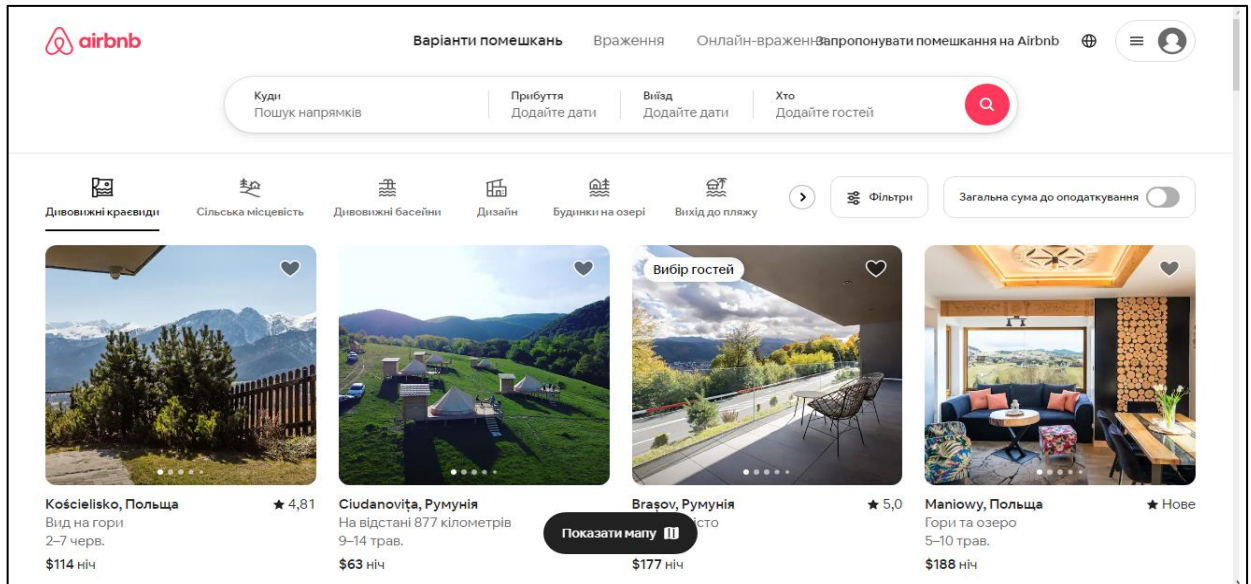 airbnb
Варіанти помешкань Враження Онлайн-враження Запропонувати помешкання на Airbnb
Куди Прибуття Виїзд Хто
Пошук напрямків Додайте дати Додайте дати Додайте гостей
Дивовижні краєвиди Сільська місцевість Дивовижні басейни Дизайн Будинки на озері Вихід до пляжу Фільтри Загальна сума до оподаткування
Вибір гостей
Kościelisko, Польща ★ 4,81
Вид на гори
2–7 черв.
$114 ніч
Ciudanovița, Румунія
На відстані 877 кілометрів
9–14 трав.
$63 ніч
Brașov, Румунія ★ 5,0
$177 ніч
Maniowy, Польща ★ Нове
Гори та озеро
5–10 трав.
$188 ніч
Показати мапу